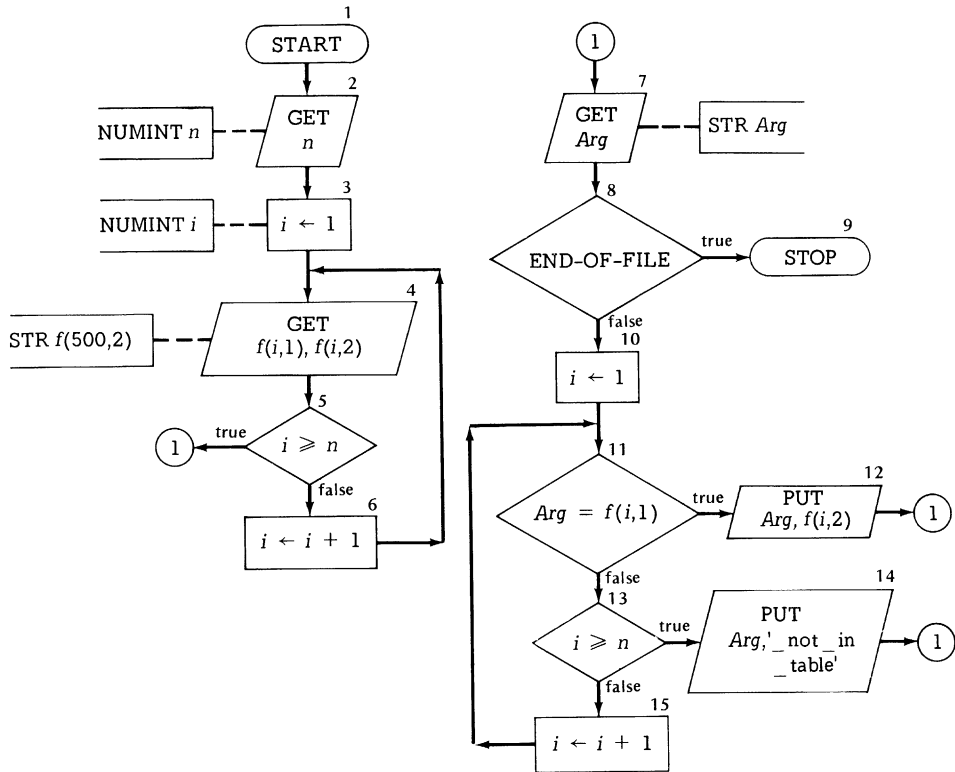 1
START
2
GET
n
NUMINT n
3
i ← 1
NUMINT i
4
GET
f(i,1), f(i,2)
STR f(500,2)
5
i ⩾ n
true
1
false
6
i ← i + 1
1
7
GET
Arg
STR Arg
8
END-OF-FILE
true
9
STOP
false
10
i ← 1
11
Arg = f(i,1)
true
12
PUT
Arg, f(i,2)
1
false
13
i ⩾ n
true
14
PUT
Arg,'_not_in
_table'
1
false
15
i ← i + 1